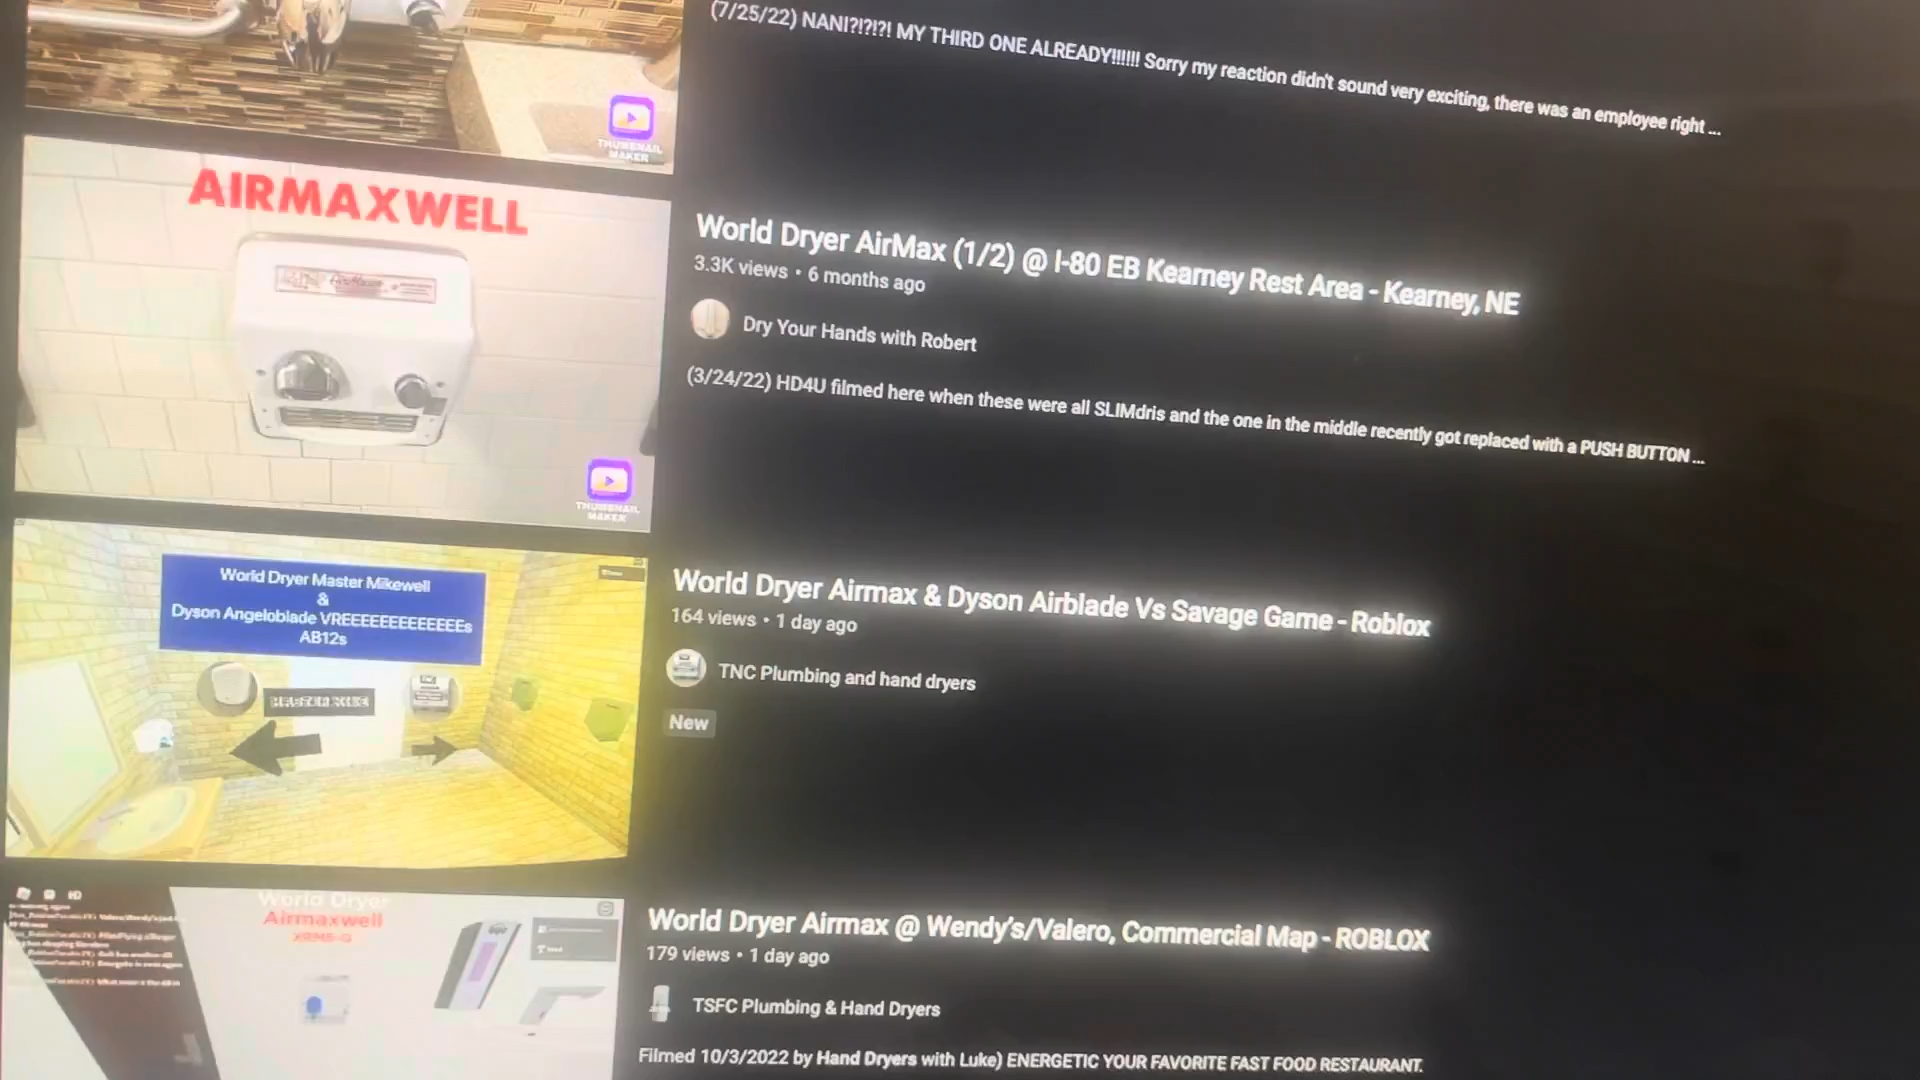 (7/25/22) NANI?!?!?! MY THIRD ONE ALREADY!!!!!! Sorry my reaction didn't sound very exciting, there was an employee right ...
THUMBNAIL
MAKER
AIRMAXWELL
World Dryer AirMax (1/2) @ I-80 EB Kearney Rest Area - Kearney, NE
3.3K views • 6 months ago
Dry Your Hands with Robert
(3/24/22) HD4U filmed here when these were all SLIMdris and the one in the middle recently got replaced with a PUSH BUTTON ...
THUMBNAIL
MAKER
World Dryer Master Mikewell
&
Dyson Angeloblade VREEEEEEEEEEEEEs
AB12s
World Dryer Airmax & Dyson Airblade Vs Savage Game - Roblox
164 views • 1 day ago
TNC Plumbing and hand dryers
New
World Dryer
Airmaxwell
World Dryer Airmax @ Wendy's/Valero, Commercial Map - ROBLOX
179 views • 1 day ago
TSFC Plumbing & Hand Dryers
Filmed 10/3/2022 by Hand Dryers with Luke) ENERGETIC YOUR FAVORITE FAST FOOD RESTAURANT.